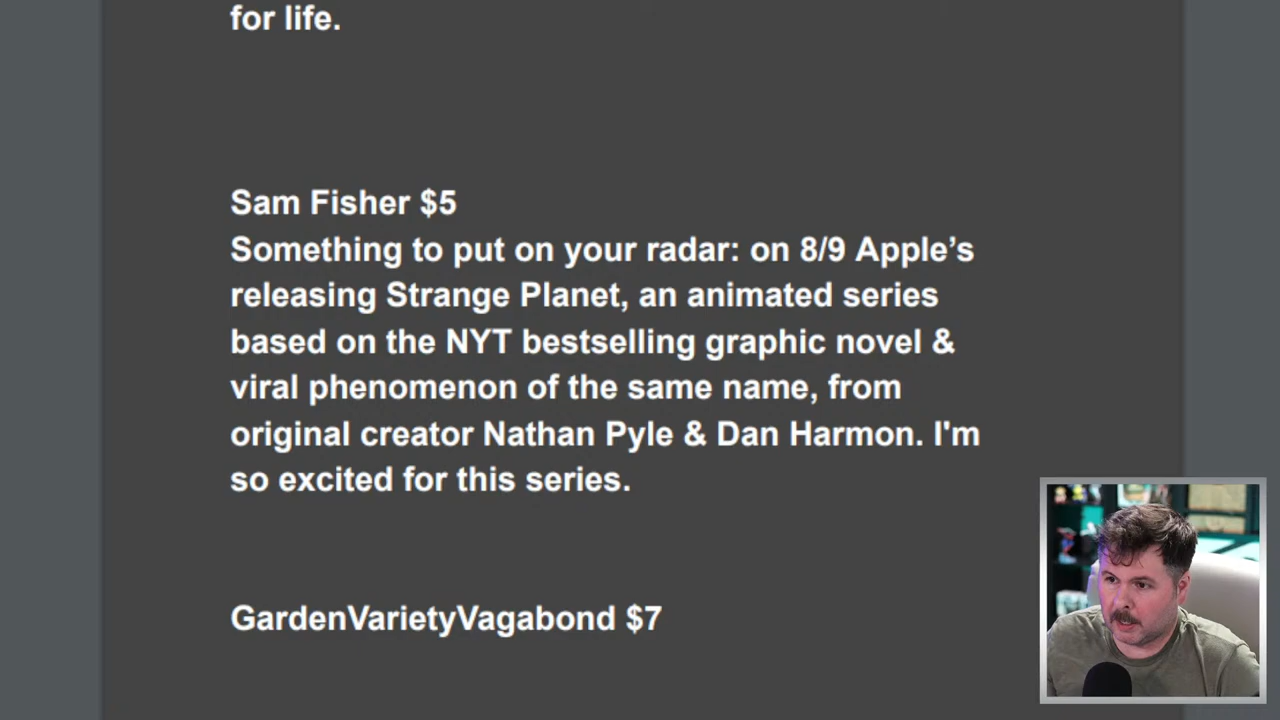 for life.
Sam Fisher $5
Something to put on your radar: on 8/9 Apple’s
releasing Strange Planet, an animated series
based on the NYT bestselling graphic novel &
viral phenomenon of the same name, from
original creator Nathan Pyle & Dan Harmon. I'm
so excited for this series.
GardenVarietyVagabond $7